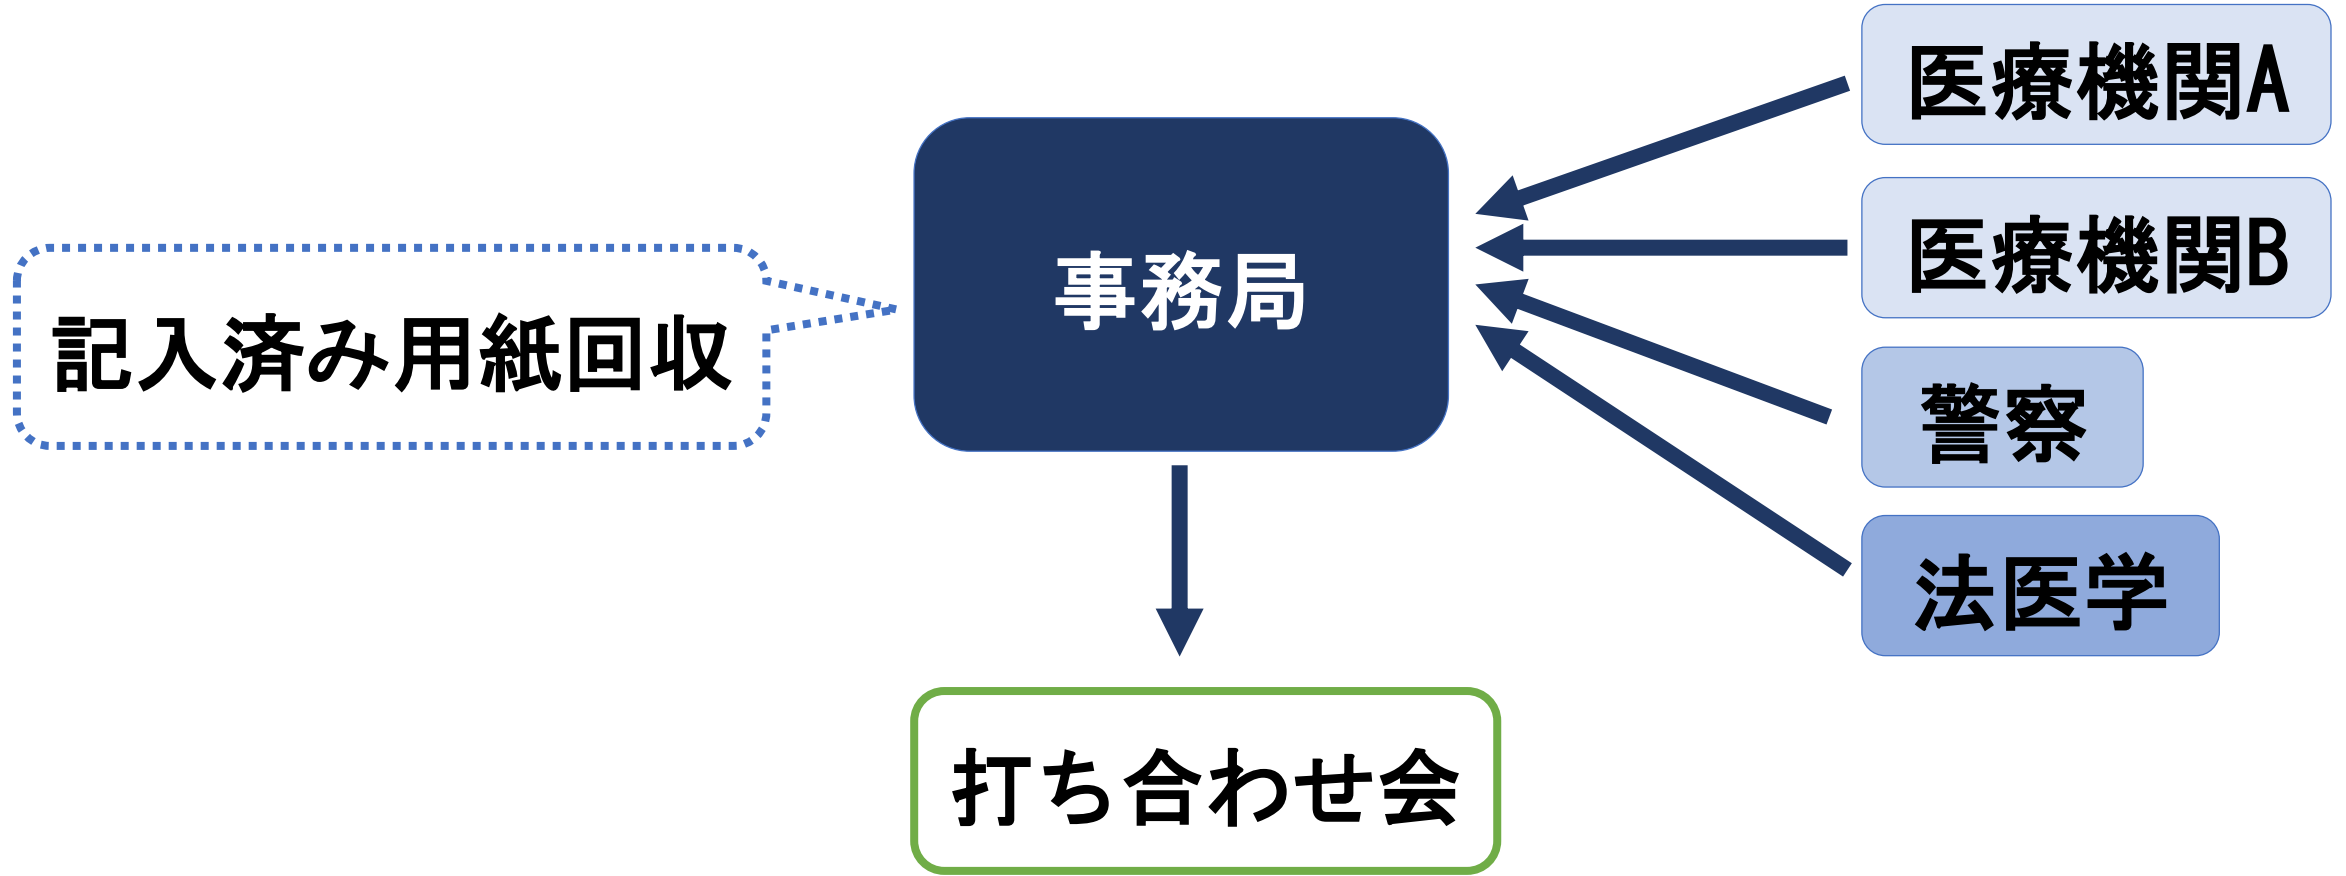 医療機関A
医療機関B
事務局
記入済み用紙回収
警察
法医学
打ち合わせ会